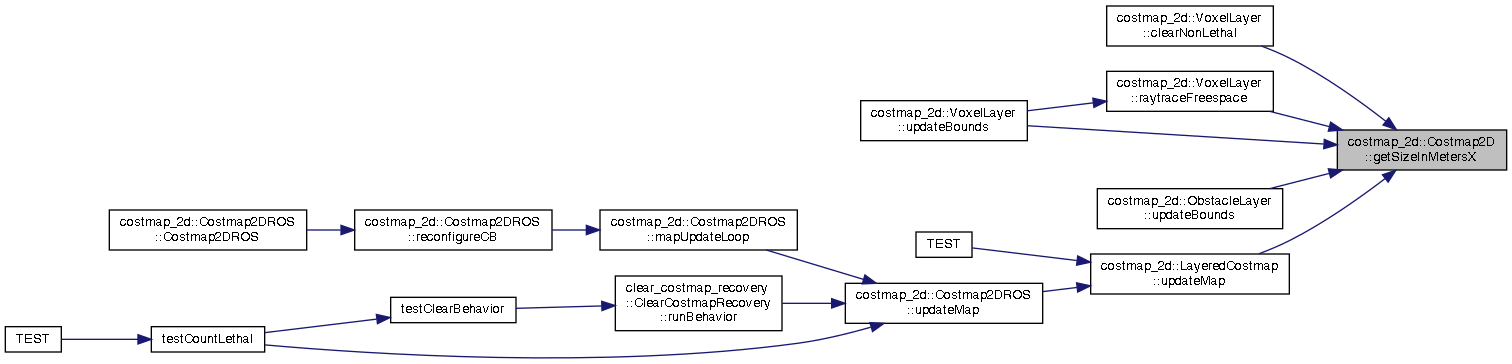 costmap_2d::VoxelLayer
::clearNonLethal
costmap_2d::VoxelLayer
::raytraceFreespace
costmap_2d::VoxelLayer
::updateBounds
costmap_2d::Costmap2D
::getSizeInMetersX
costmap_2d::ObstacleLayer
::updateBounds
costmap_2d::Costmap2DROS
::Costmap2DROS
costmap_2d::Costmap2DROS
::reconfigureCB
costmap_2d::Costmap2DROS
::mapUpdateLoop
TEST
costmap_2d::LayeredCostmap
::updateMap
clear_costmap_recovery
::ClearCostmapRecovery
::runBehavior
costmap_2d::Costmap2DROS
::updateMap
testClearBehavior
TEST
testCountLethal